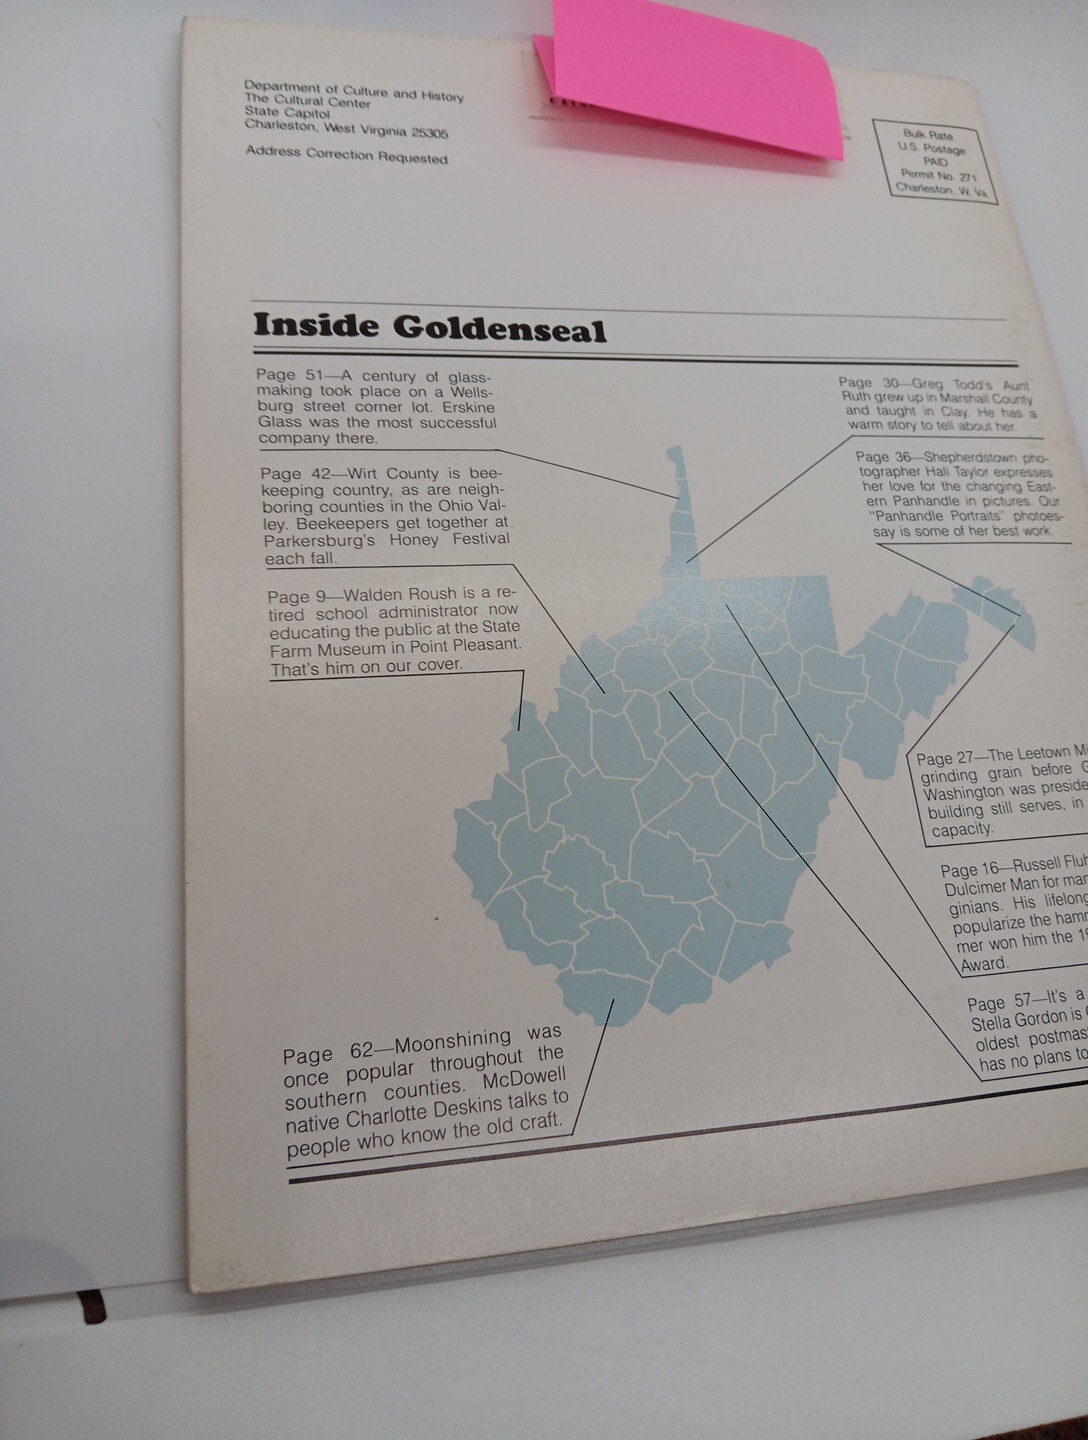 Department of Culture and History
The Cultural Center
State Capitol
Charleston, West Virginia 25305
Address Correction Requested
Bulk Rate
U.S. Postage
PAID
Permit No. 271
Charleston, W. Va.
Inside Goldenseal
Page 51—A century of glass-
making took place on a Wells-
burg street corner lot. Erskine
Glass was the most successful
company there.
Page 42—Wirt County is bee-
keeping country, as are neigh-
boring counties in the Ohio Val-
ley. Beekeepers get together at
Parkersburg's Honey Festival
each fall.
Page 9—Walden Roush is a re-
tired school administrator now
educating the public at the State
Farm Museum in Point Pleasant.
That's him on our cover.
Page 62—Moonshining was
once popular throughout the
southern counties. McDowell
native Charlotte Deskins talks to
people who know the old craft.
Page 30—Greg Todd's Aunt
Ruth grew up in Marshall County
and taught in Clay. He has a
warm story to tell about her.
Page 36—Shepherdstown pho-
tographer Hali Taylor expresses
her love for the changing East-
ern Panhandle in pictures. Our
"Panhandle Portraits" photoes-
say is some of her best work.
Page 27—The Leetown
grinding grain before
Washington was
building still serves, in
capacity.
Page 16—Russell
Dulcimer Man for
ginians. His lifelong
popularize the
mer won him the
Award.
Page 57—It's a
Stella Gordon is
oldest
has no plans to